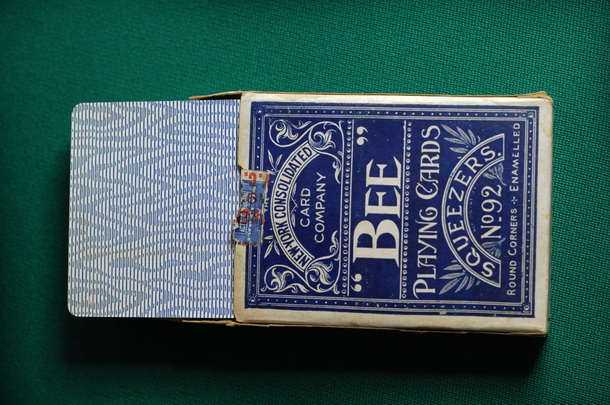 NEW-YORK CONSOLIDATED
CARD
COMPANY
"BEE"
PLAYING CARDS
SQUEEZERS
No. 92
ROUND CORNERS + ENAMELLED